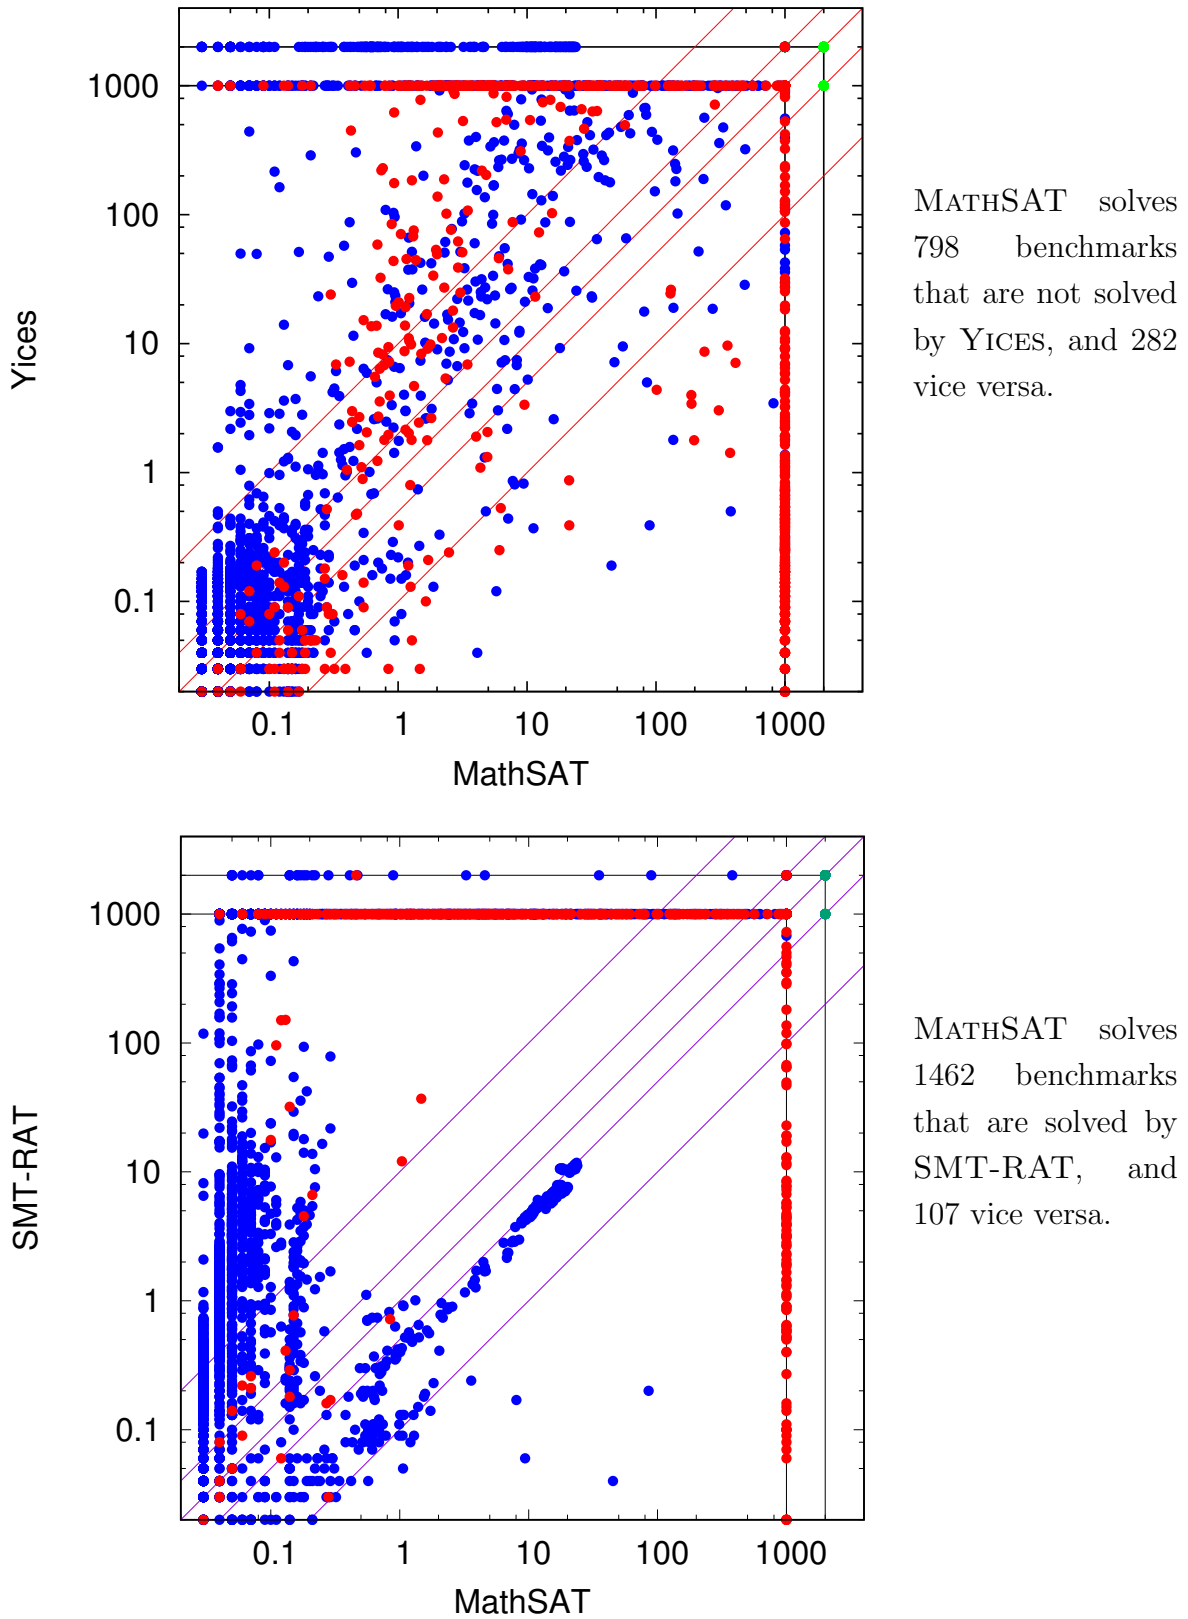 1000
100
10
1
0.1
Yices
0.1 1 10 100 1000
MathSAT
MATHSAT solves
798 benchmarks
that are not solved
by YICES, and 282
vice versa.
1000
100
10
1
0.1
SMT-RAT
0.1 1 10 100 1000
MathSAT
MATHSAT solves
1462 benchmarks
that are solved by
SMT-RAT, and
107 vice versa.